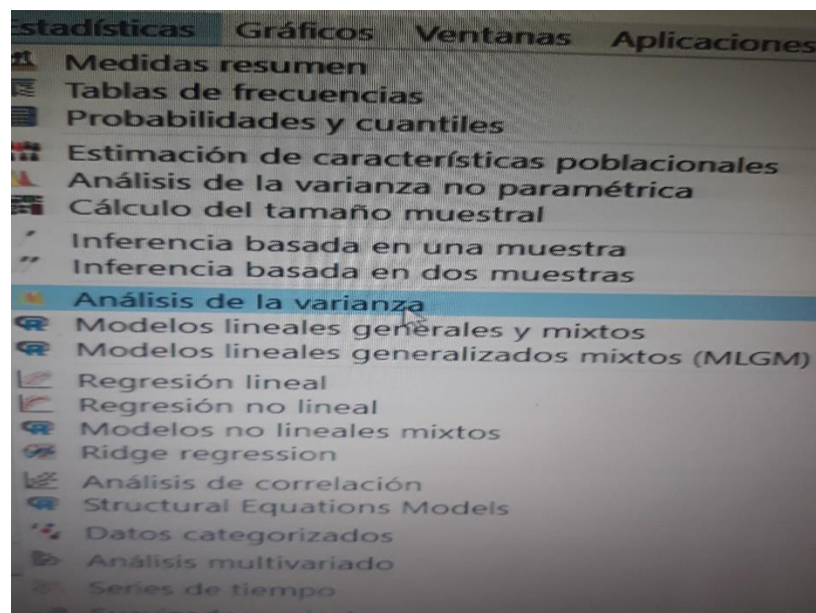 Estadísticas Gráficos Ventanas Aplicaciones
Medidas resumen
Tablas de frecuencias
Probabilidades y cuantiles
Estimación de características poblacionales
Análisis de la varianza no paramétrica
Cálculo del tamaño muestral
Inferencia basada en una muestra
Inferencia basada en dos muestras
Análisis de la varianza
Modelos lineales generales y mixtos
Modelos lineales generalizados mixtos (MLGM)
Regresión lineal
Regresión no lineal
Modelos no lineales mixtos
Ridge regression
Análisis de correlación
Structural Equations Models
Datos categorizados
Análisis multivariado
Series de tiempo